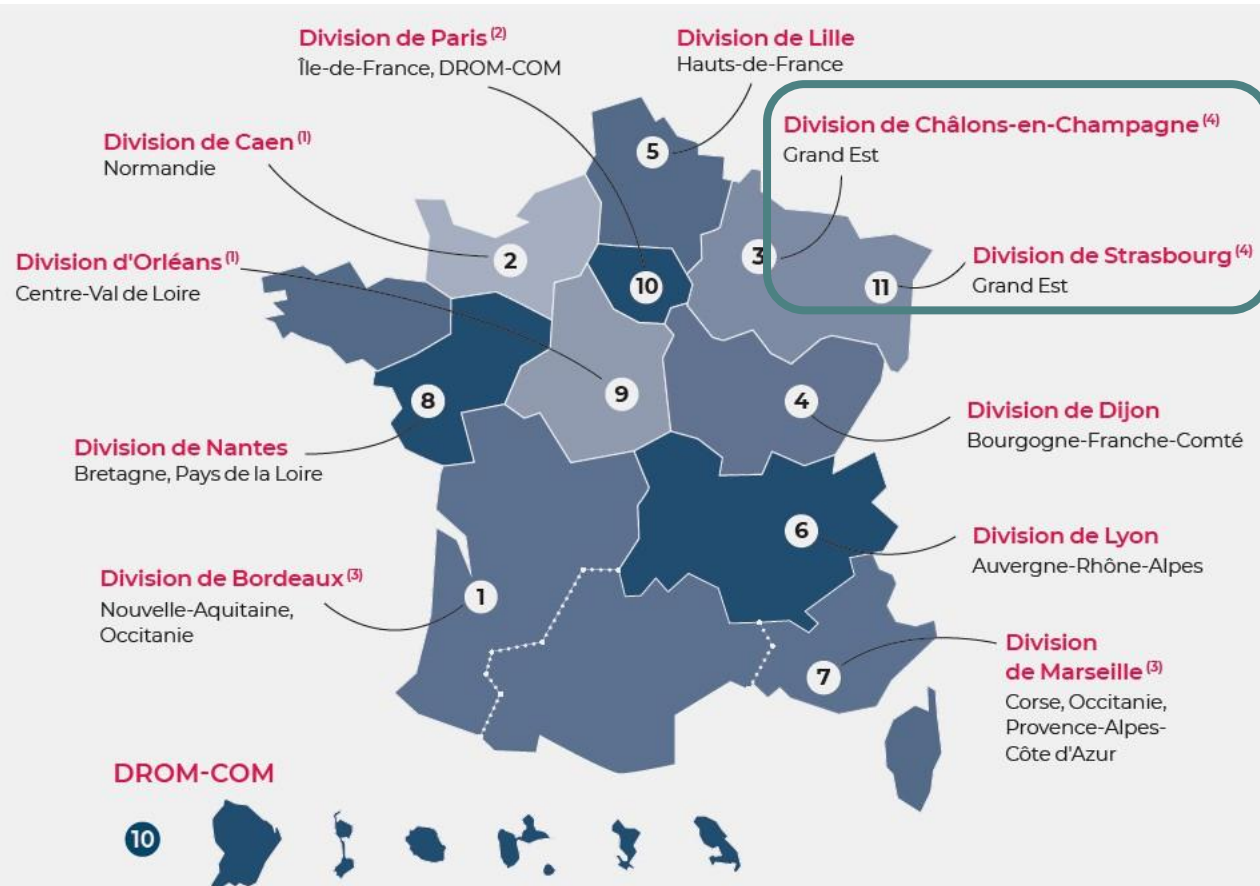 Division de Paris (2)
Île-de-France, DROM-COM
Division de Lille
Hauts-de-France
Division de Châlons-en-Champagne (4)
Grand Est
Division de Caen (1)
Normandie
5
3
Division de Strasbourg (4)
Grand Est
2
Division d'Orléans (1)
Centre-Val de Loire
10
11
9
4
8
Division de Dijon
Bourgogne-Franche-Comté
Division de Nantes
Bretagne, Pays de la Loire
6
Division de Lyon
Auvergne-Rhône-Alpes
Division de Bordeaux (3)
Nouvelle-Aquitaine,
Occitanie
1
Division
de Marseille (3)
Corse, Occitanie,
Provence-Alpes-
Côte d'Azur
7
DROM-COM
10